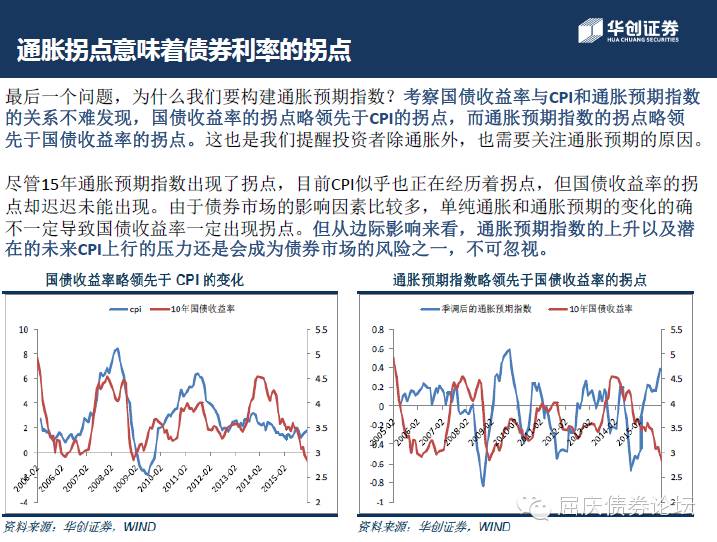 通胀拐点意味着债券利率的拐点
华创证券
HUA CHUANG SECURITIES
最后一个问题，为什么我们要构建通胀预期指数？考察国债收益率与CPI和通胀预期指数
的关系不难发现，国债收益率的拐点略领先于CPI的拐点，而通胀预期指数的拐点略领
先于国债收益率的拐点。这也是我们提醒投资者除通胀外，也需要关注通胀预期的原因。
尽管15年通胀预期指数出现了拐点，目前CPI似乎也正在经历着拐点，但国债收益率的拐
点却迟迟未能出现。由于债券市场的影响因素比较多，单纯通胀和通胀预期的变化的确
不一定导致国债收益率一定出现拐点。但从边际影响来看，通胀预期指数的上升以及潜
在的未来CPI上行的压力还是会成为债券市场的风险之一，不可忽视。
国债收益率略领先于 CPI 的变化
cpi 10年国债收益率
10 5.5
8 5
6 4.5
4 4
2 3.5
0 3
-2 2.5
-4 2
2005-02 2006-02 2007-02 2008-02 2009-02 2010-02 2011-02 2012-02 2013-02 2014-02 2015-02
资料来源：华创证券，WIND
通胀预期指数略领先于国债收益率的拐点
季调后的通胀预期指数 10年国债收益率
0.8 5.5
0.6 5
0.4 4.5
0.2 4
0
-0.2 3.5
-0.4 3
-0.6
-0.8 2.5
-1 2
2005-02 2006-02 2007-02 2008-02 2009-02 2010-02 2011-02 2012-02 2013-02 2014-02 2015-02
资料来源：华创证券，WIND
屈庆债券论坛